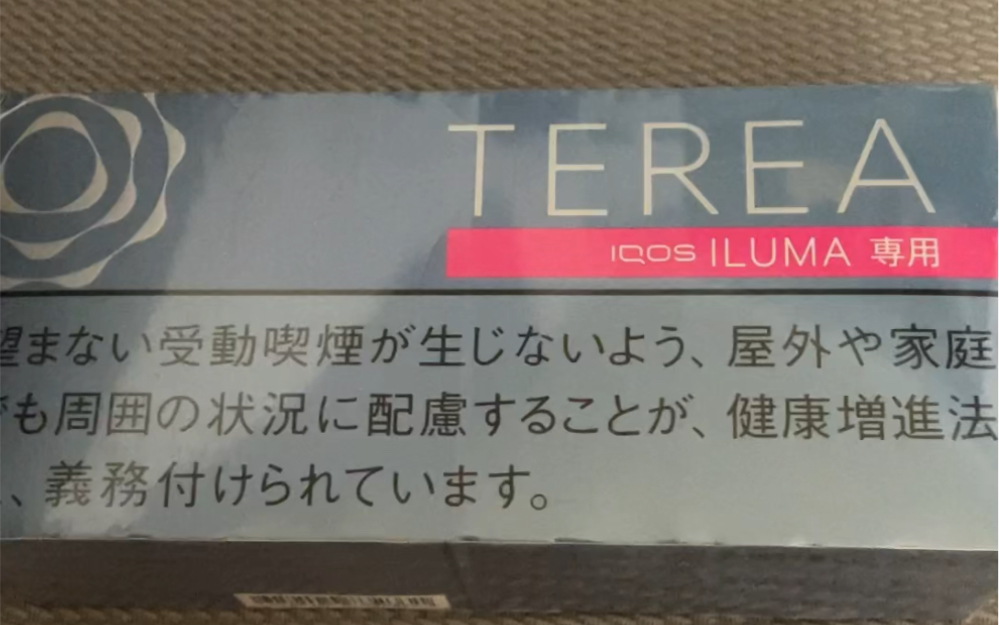 TEREA
IQOS ILUMA 専用
望まない受動喫煙が生じないよう、屋外や家庭
でも周囲の状況に配慮することが、健康増進法
、義務付けられています。